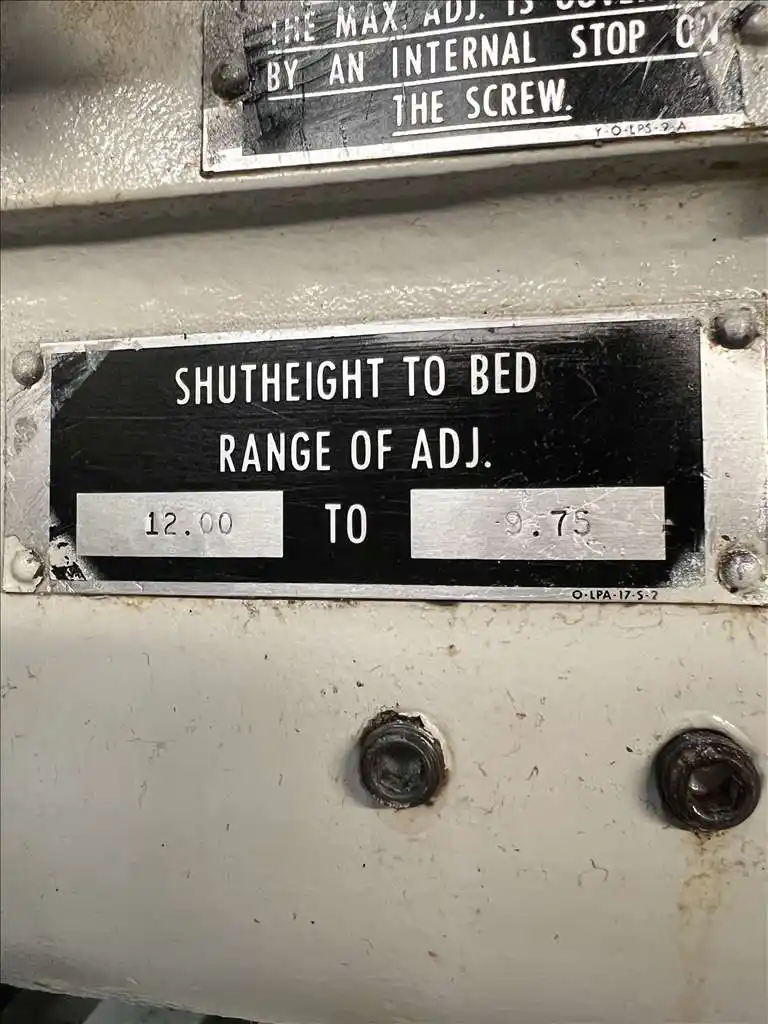 THE MAX. ADJ. IS
BY AN INTERNAL STOP ON
THE SCREW.
Y-O-LPS-9-A
SHUTHEIGHT TO BED
RANGE OF ADJ.
12.00 TO 9.75
O-LPA-17-S-2